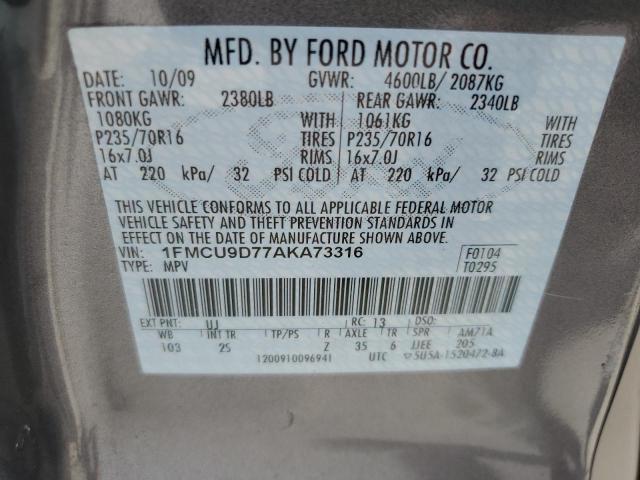 MFD. BY FORD MOTOR CO.
DATE: 10/09 GVWR: 4600LB/ 2087KG
FRONT GAWR: 2380LB REAR GAWR: 2340LB
1080KG WITH 1061KG WITH
P235/70R16 TIRES P235/70R16 TIRES
16x7.0J RIMS 16x7.0J RIMS
AT 220 kPa/ 32 PSI COLD AT 220 kPa/ 32 PSI COLD
THIS VEHICLE CONFORMS TO ALL APPLICABLE FEDERAL MOTOR
VEHICLE SAFETY AND THEFT PREVENTION STANDARDS IN
EFFECT ON THE DATE OF MANUFACTURE SHOWN ABOVE.
VIN: 1FMCU9D77AKA73316 F0104
TYPE: MPV T0295
EXT PNT: UJ RC: 13 DSO:
WB INT TR TP/PS R AXLE TR SPR AM71A
103 2S Z 35 6 JJEE 205
1200910096941 UTC 5U5A-1520472-BA